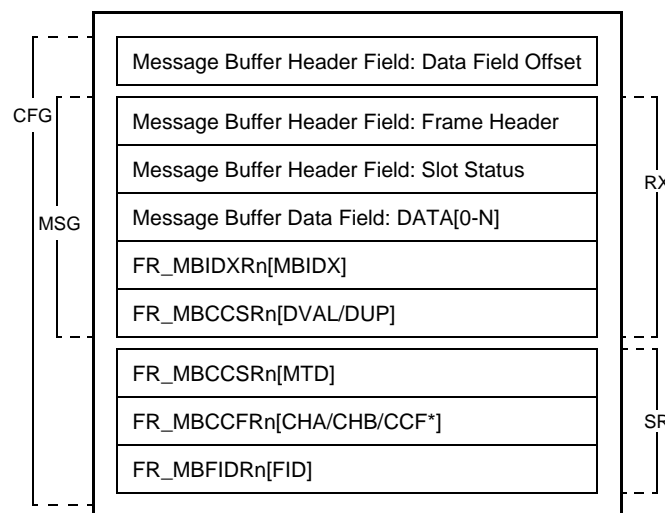 Message Buffer Header Field: Data Field Offset
CFG
Message Buffer Header Field: Frame Header
Message Buffer Header Field: Slot Status
RX
MSG
Message Buffer Data Field: DATA[0-N]
FR_MBIDXRn[MBIDX]
FR_MBCCSRn[DVAL/DUP]
FR_MBCCSRn[MTD]
FR_MBCCFRn[CHA/CHB/CCF*]
SR
FR_MBFIDRn[FID]